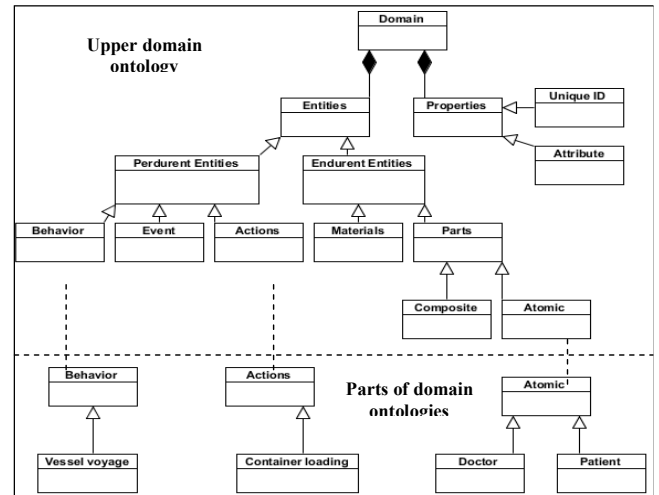 Domain
Upper domain
ontology
Unique ID
Entities
Properties
Attribute
Perdurent Entities
Endurent Entities
Behavior
Event
Actions
Materials
Parts
Composite
Atomic
Behavior
Actions
Parts of domain
ontologies
Atomic
Vessel voyage
Container loading
Doctor
Patient